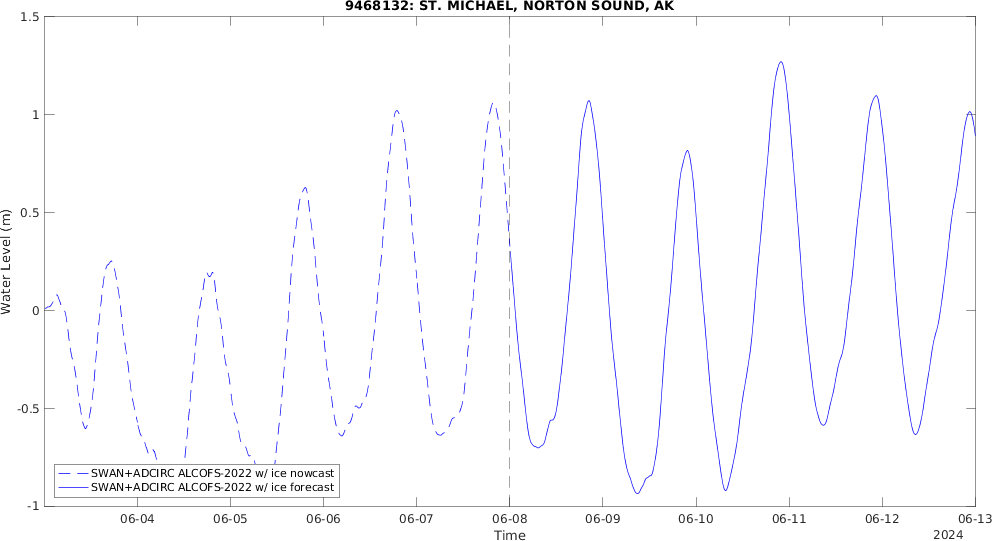 9468132: ST. MICHAEL, NORTON SOUND, AK
1.5
1
0.5
0
-0.5
-1
Water Level (m)
SWAN+ADCIRC ALCOFS-2022 w/ ice nowcast
SWAN+ADCIRC ALCOFS-2022 w/ ice forecast
06-04 06-05 06-06 06-07 06-08 06-09 06-10 06-11 06-12 06-13
Time
2024